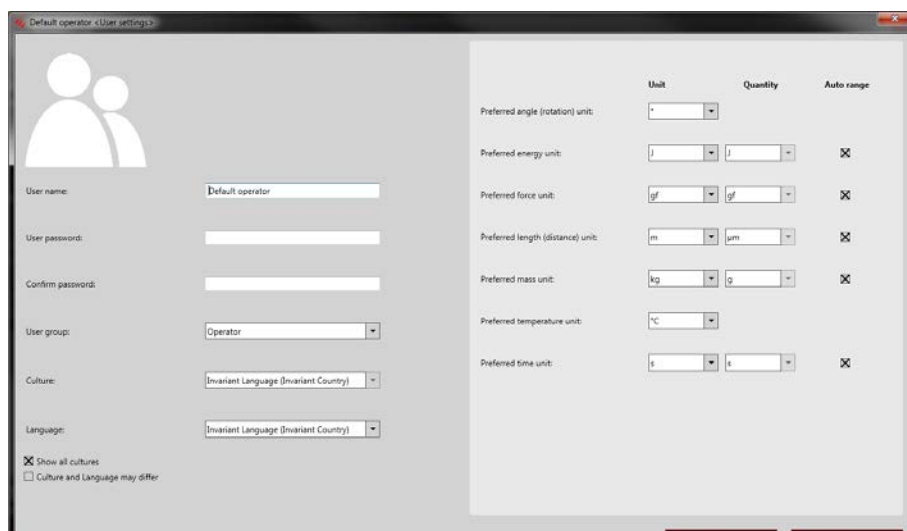 Default operator <User settings>
Unit Quantity Auto range
Preferred angle (rotation) unit: °
Preferred energy unit: J J
User name: Default operator
Preferred force unit: gf gf
User password:
Preferred length (distance) unit: m µm
Confirm password:
Preferred mass unit: kg g
User group: Operator
Preferred temperature unit: °C
Preferred time unit: s s
Culture: Invariant Language (Invariant Country)
Language: Invariant Language (Invariant Country)
Show all cultures
Culture and Language may differ